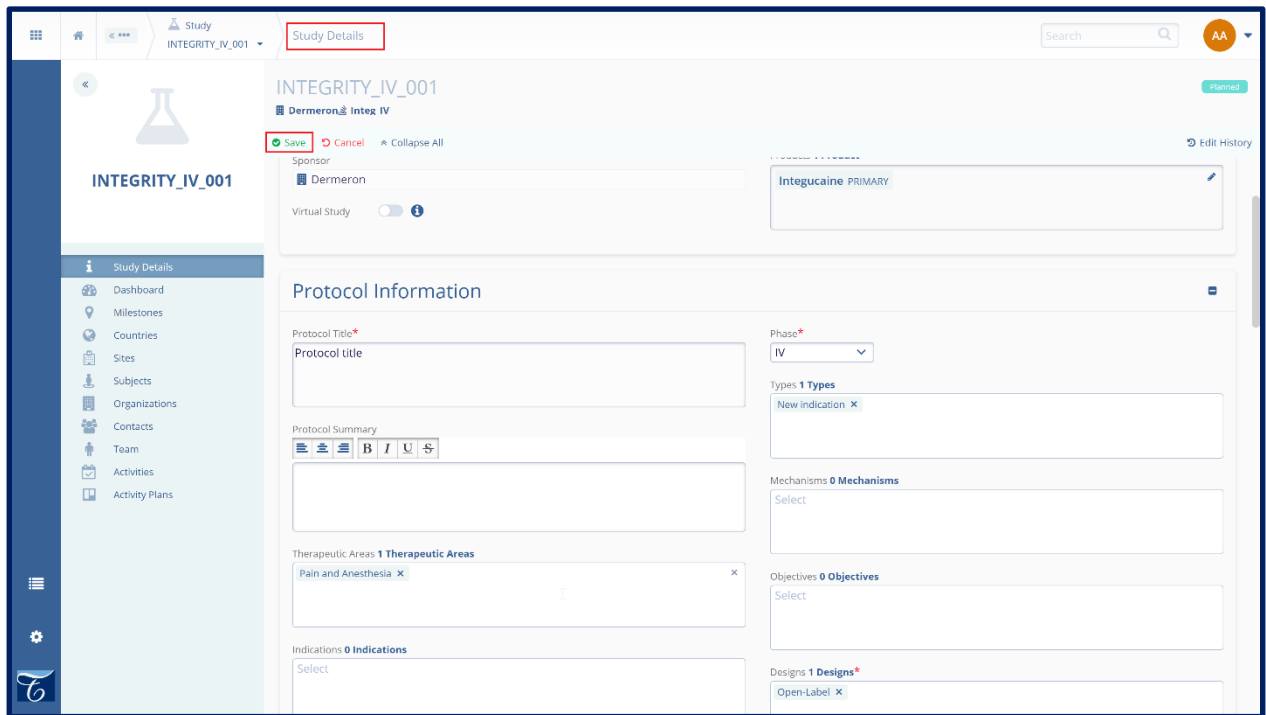 Study
INTEGRITY_IV_001
Study Details
Search
AA
INTEGRITY_IV_001
Planned
Dermeron Integ IV
Save
Cancel
Collapse All
Edit History
INTEGRITY_IV_001
Study Details
Dashboard
Milestones
Countries
Sites
Subjects
Organizations
Contacts
Team
Activities
Activity Plans
Sponsor
Dermeron
Virtual Study
Integucaine PRIMARY
Protocol Information
Protocol Title*
Protocol title
Protocol Summary
B I U S
Therapeutic Areas 1 Therapeutic Areas
Pain and Anesthesia ×
Indications 0 Indications
Select
Phase*
IV
Types 1 Types
New indication ×
Mechanisms 0 Mechanisms
Select
Objectives 0 Objectives
Select
Designs 1 Designs*
Open-Label ×